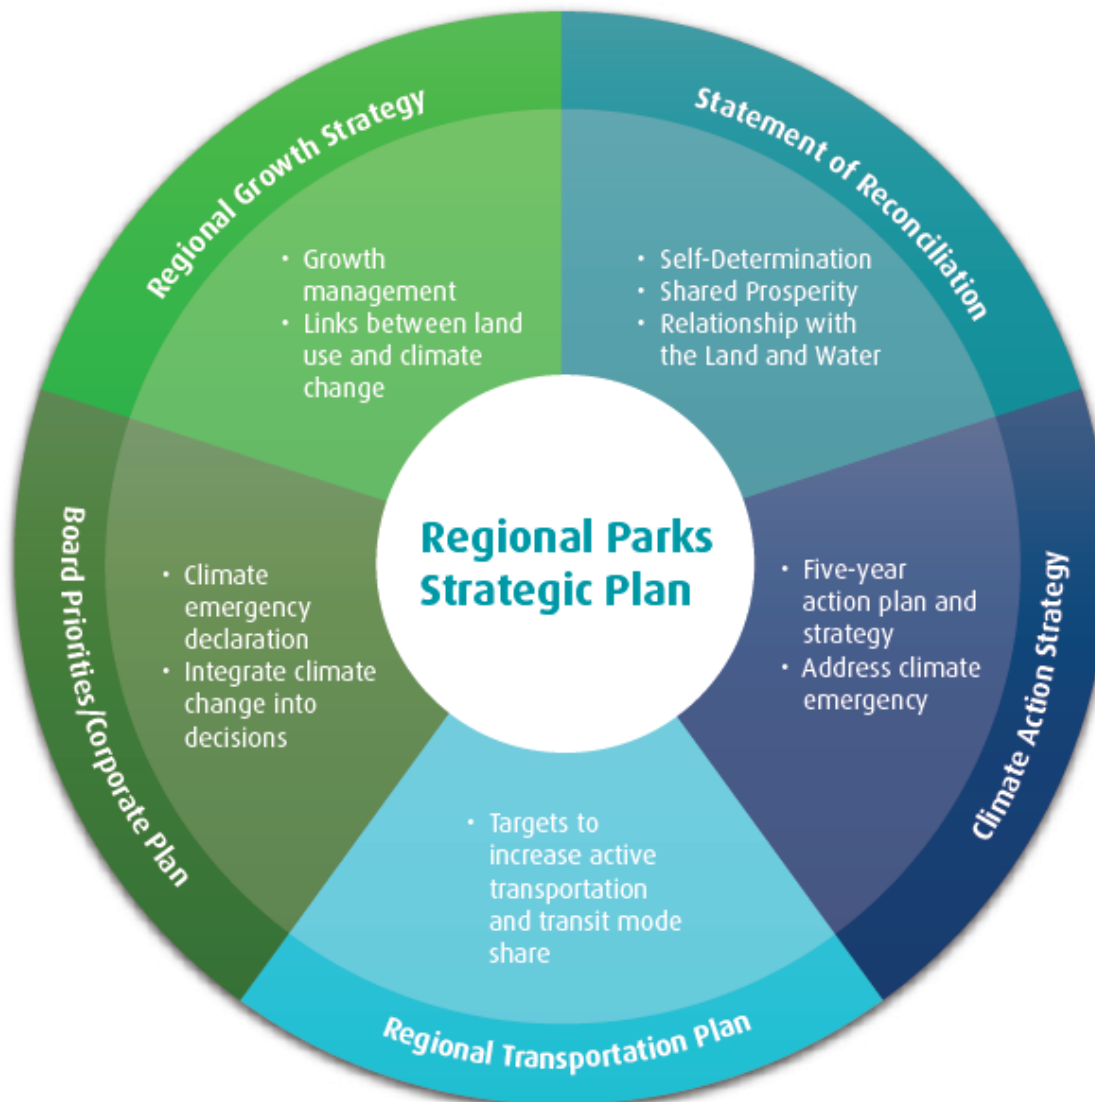 Regional Growth Strategy
• Growth
management
• Links between land
use and climate
change
Statement of Reconciliation
• Self-Determination
• Shared Prosperity
• Relationship with
the Land and Water
Climate Action Strategy
• Five-year
action plan and
strategy
• Address climate
emergency
Regional Transportation Plan
• Targets to
increase active
transportation
and transit mode
share
Board Priorities/Corporate Plan
• Climate
emergency
declaration
• Integrate climate
change into
decisions
Regional Parks
Strategic Plan